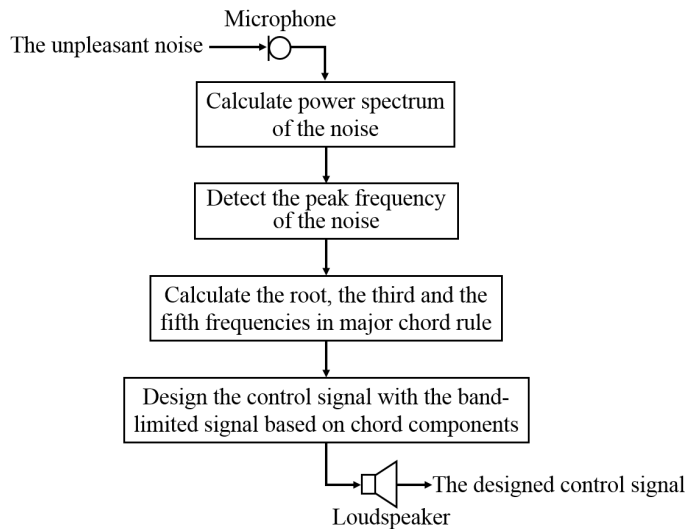 Microphone
The unpleasant noise
Calculate power spectrum
of the noise
Detect the peak frequency
of the noise
Calculate the root, the third and the
fifth frequencies in major chord rule
Design the control signal with the band-
limited signal based on chord components
The designed control signal
Loudspeaker